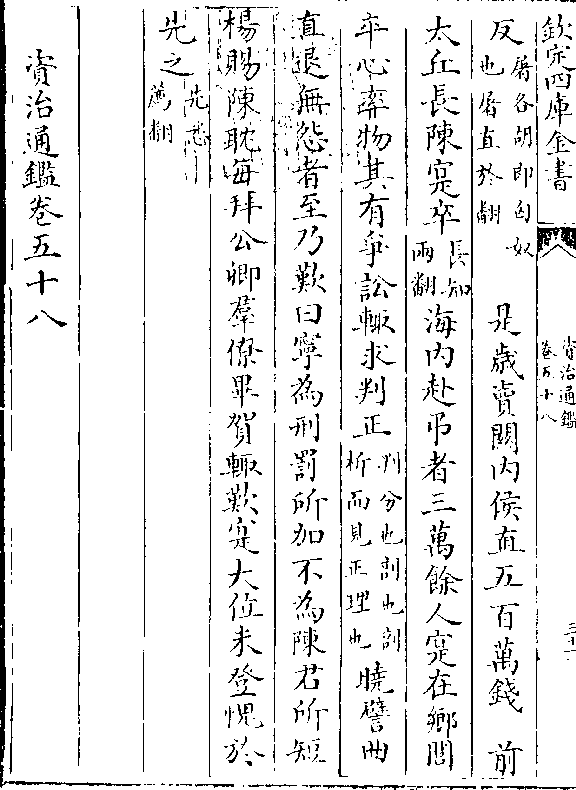 欽定四庫全書
資治通鑑
卷五十八
反屠各胡即匈奴也屠直於翻 是歲賣關內侯直五百萬錢 前
太丘長陳寔卒長知兩翻海內赴弔者三萬餘人寔在鄉閭
平心率物其有爭訟輒求判正判分也剖也剖析而見正理也曉譬曲
直退無怨者至乃歎曰寧為刑罰所加不為陳君所短
楊賜陳耽每拜公卿羣僚畢賀輒歎寔大位未登愧於
先之先悉薦翻
資治通鑑卷五十八